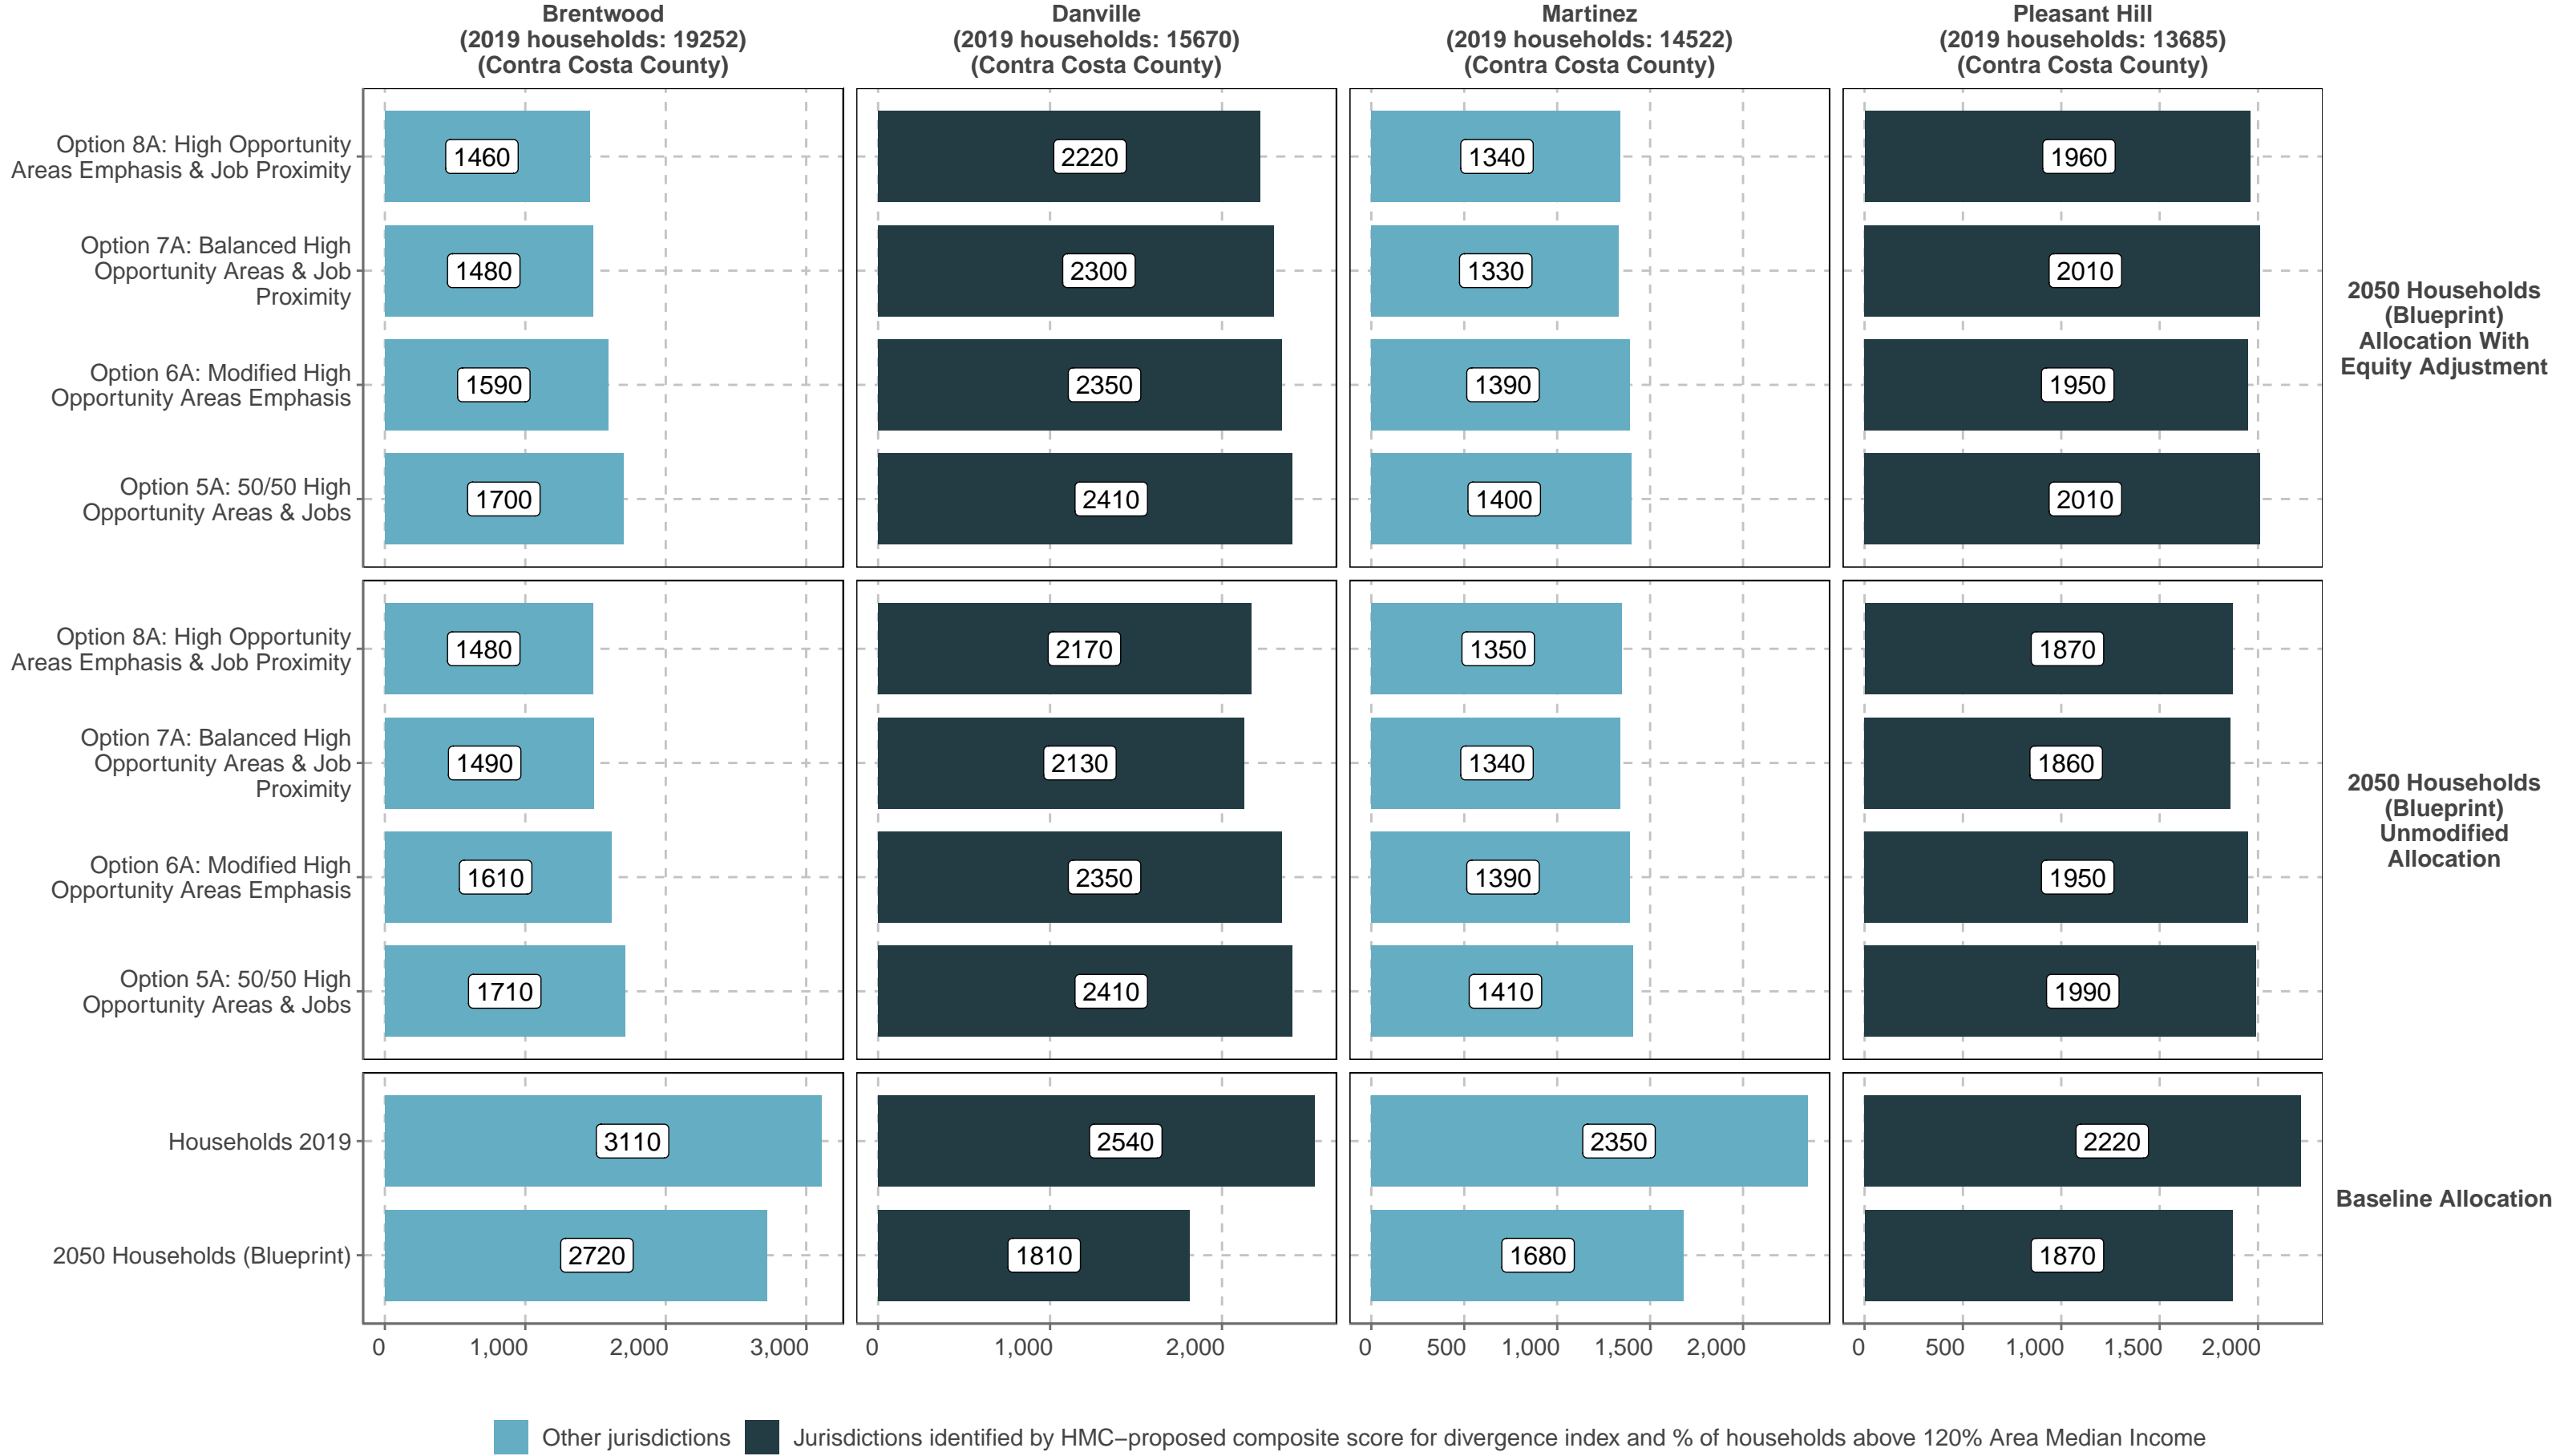 Brentwood
(2019 households: 19252)
(Contra Costa County)
Danville
(2019 households: 15670)
(Contra Costa County)
Martinez
(2019 households: 14522)
(Contra Costa County)
Pleasant Hill
(2019 households: 13685)
(Contra Costa County)
Option 8A: High Opportunity
Areas Emphasis & Job Proximity
1460
2220
1340
1960
Option 7A: Balanced High
Opportunity Areas & Job
Proximity
1480
2300
1330
2010
Option 6A: Modified High
Opportunity Areas Emphasis
1590
2350
1390
1950
Option 5A: 50/50 High
Opportunity Areas & Jobs
1700
2410
1400
2010
2050 Households
(Blueprint)
Allocation With
Equity Adjustment
Option 8A: High Opportunity
Areas Emphasis & Job Proximity
1480
2170
1350
1870
Option 7A: Balanced High
Opportunity Areas & Job
Proximity
1490
2130
1340
1860
Option 6A: Modified High
Opportunity Areas Emphasis
1610
2350
1390
1950
Option 5A: 50/50 High
Opportunity Areas & Jobs
1710
2410
1410
1990
2050 Households
(Blueprint)
Unmodified
Allocation
Households 2019
3110
2540
2350
2220
2050 Households (Blueprint)
2720
1810
1680
1870
Baseline Allocation
0 1,000 2,000 3,000
0 1,000 2,000
0 500 1,000 1,500 2,000
0 500 1,000 1,500 2,000
Other jurisdictions
Jurisdictions identified by HMC−proposed composite score for divergence index and % of households above 120% Area Median Income